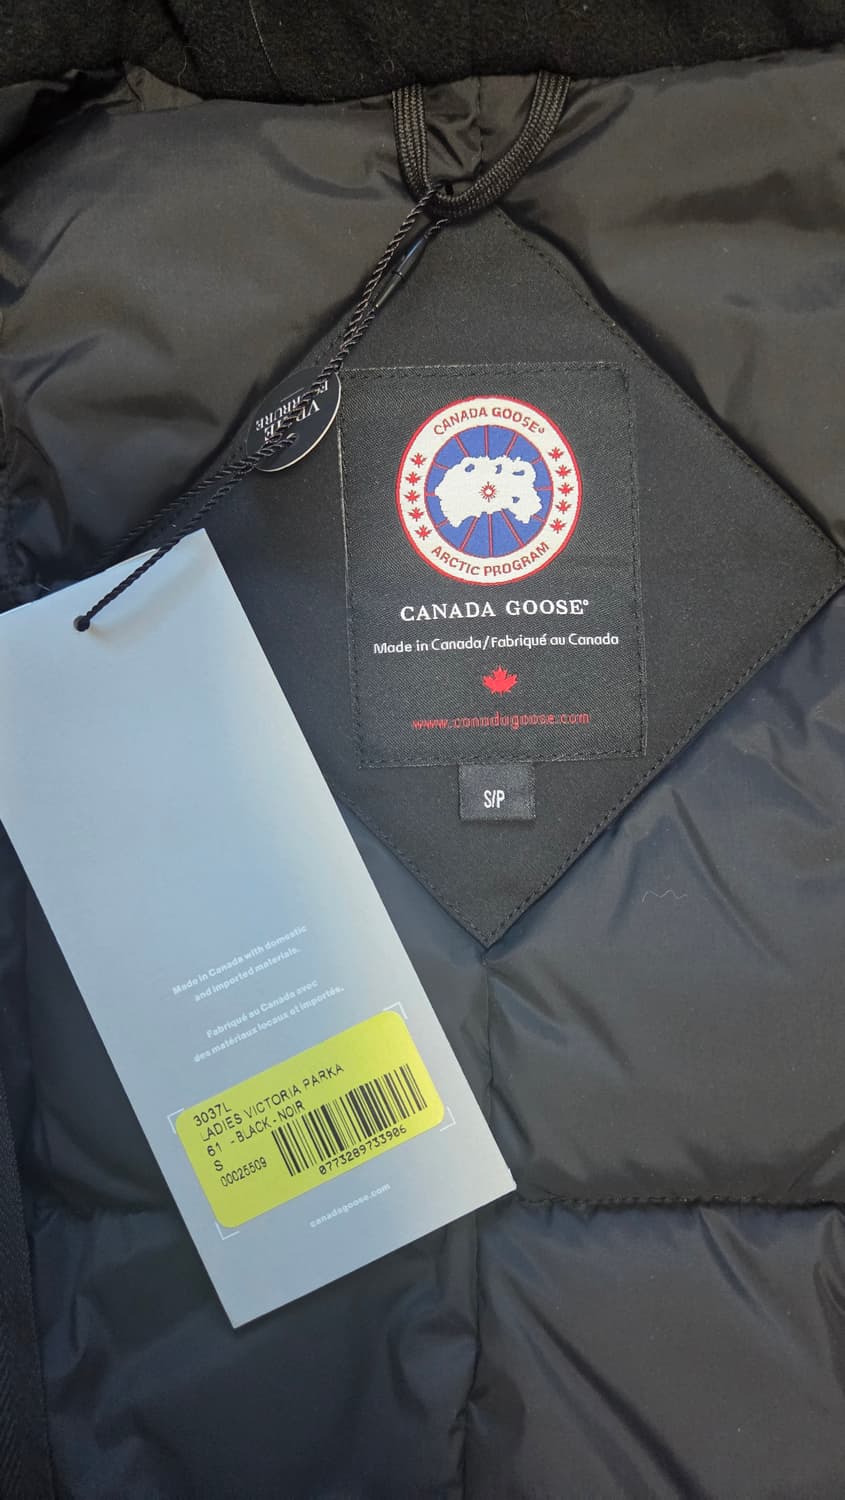 VRAIE
FOURRURE
CANADA GOOSE®
ARCTIC PROGRAM
CANADA GOOSE®
Made in Canada/Fabriqué au Canada
www.canadagoose.com
S/P
Made in Canada with domestic
and imported materials.
Fabriqué au Canada avec
des matériaux locaux et importés.
3037L
LADIES VICTORIA PARKA
61 - BLACK - NOIR
S
00025509
0773289733906
canadagoose.com